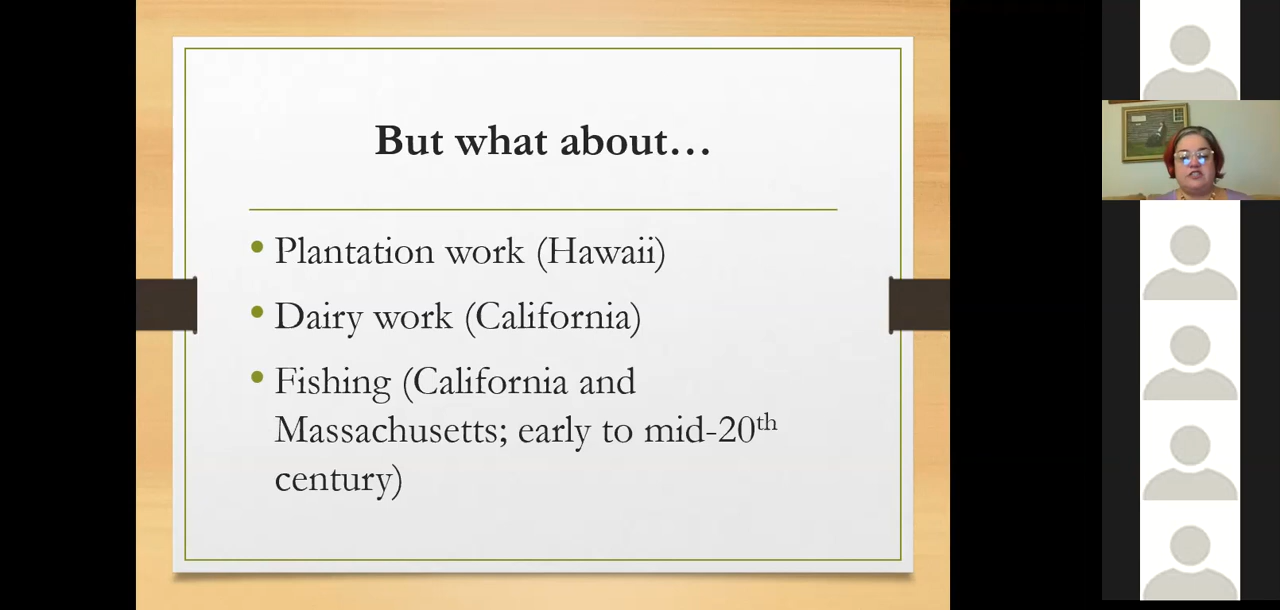 But what about…
• Plantation work (Hawaii)
• Dairy work (California)
• Fishing (California and
Massachusetts; early to mid-20th
century)